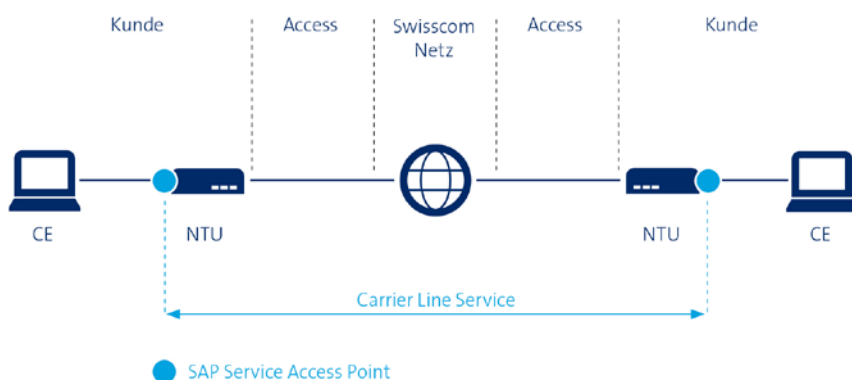 Kunde
Access
Swisscom
Netz
Access
Kunde
CE
NTU
NTU
CE
Carrier Line Service
SAP Service Access Point